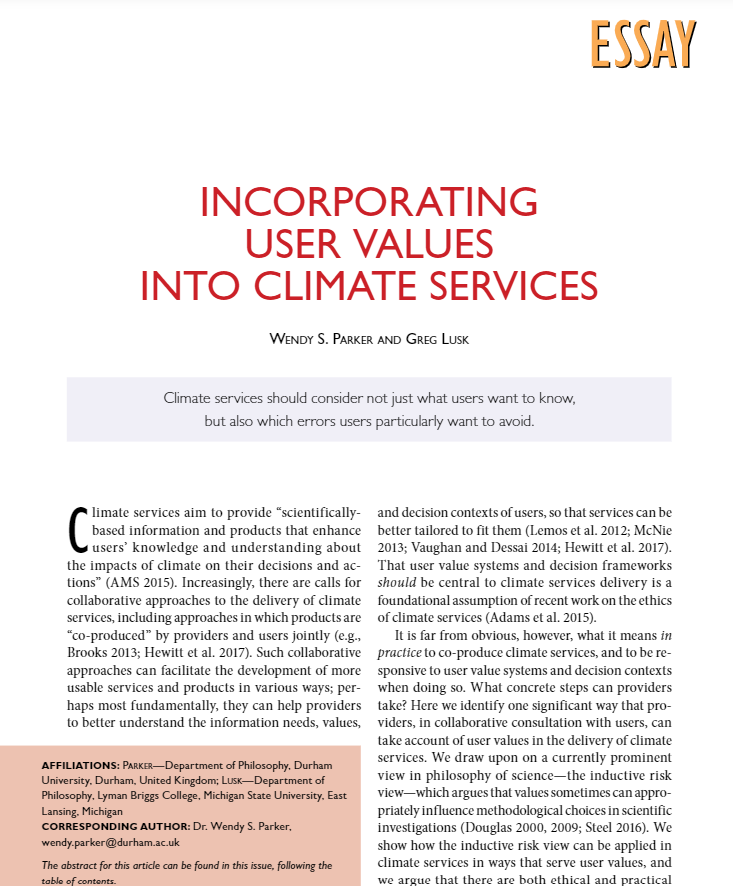 ESSAY
INCORPORATING
USER VALUES
INTO CLIMATE SERVICES
Wendy S. Parker and Greg Lusk
Climate services should consider not just what users want to know,
but also which errors users particularly want to avoid.
Climate services aim to provide “scientifically-
based information and products that enhance
users’ knowledge and understanding about
the impacts of climate on their decisions and ac-
tions” (AMS 2015). Increasingly, there are calls for
collaborative approaches to the delivery of climate
services, including approaches in which products are
“co-produced” by providers and users jointly (e.g.,
Brooks 2013; Hewitt et al. 2017). Such collaborative
approaches can facilitate the development of more
usable services and products in various ways; per-
haps most fundamentally, they can help providers
to better understand the information needs, values,
AFFILIATIONS: Parker—Department of Philosophy, Durham
University, Durham, United Kingdom; Lusk—Department of
Philosophy, Lyman Briggs College, Michigan State University, East
Lansing, Michigan
CORRESPONDING AUTHOR: Dr. Wendy S. Parker,
wendy.parker@durham.ac.uk
The abstract for this article can be found in this issue, following the
table of contents.
and decision contexts of users, so that services can be
better tailored to fit them (Lemos et al. 2012; McNie
2013; Vaughan and Dessai 2014; Hewitt et al. 2017).
That user value systems and decision frameworks
should be central to climate services delivery is a
foundational assumption of recent work on the ethics
of climate services (Adams et al. 2015).
It is far from obvious, however, what it means in
practice to co-produce climate services, and to be re-
sponsive to user value systems and decision contexts
when doing so. What concrete steps can providers
take? Here we identify one significant way that pro-
viders, in collaborative consultation with users, can
take account of user values in the delivery of climate
services. We draw upon on a currently prominent
view in philosophy of science—the inductive risk
view—which argues that values sometimes can appro-
priately influence methodological choices in scientific
investigations (Douglas 2000, 2009; Steel 2016). We
show how the inductive risk view can be applied in
climate services in ways that serve user values, and
we argue that there are both ethical and practical